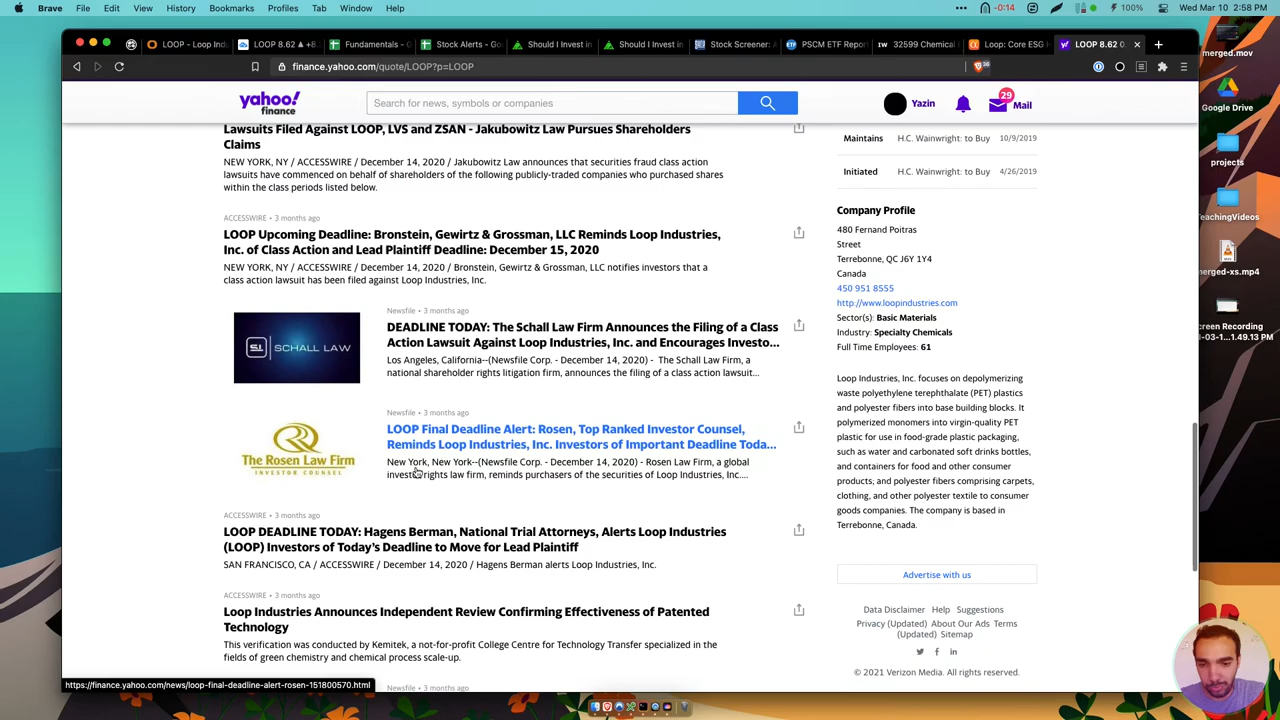 Brave File Edit View History Bookmarks Profiles Tab Window Help
-0:14 100% Wed Mar 10 2:58 PM
LOOP - Loop Ind
LOOP 8.62 ▲ +8.
Fundamentals - G
Stock Alerts - Go
Should I Invest in
Should I Invest in
Stock Screener: A
PSCM ETF Repor
32599 Chemical
Loop: Core ESG H
LOOP 8.62 0.
finance.yahoo.com/quote/LOOP?p=LOOP
36
yahoo!
finance
Search for news, symbols or companies
Yazin
29
Mail
Lawsuits Filed Against LOOP, LVS and ZSAN - Jakubowitz Law Pursues Shareholders
Claims
NEW YORK, NY / ACCESSWIRE / December 14, 2020 / Jakubowitz Law announces that securities fraud class action
lawsuits have commenced on behalf of shareholders of the following publicly-traded companies who purchased shares
within the class periods listed below.
ACCESSWIRE • 3 months ago
LOOP Upcoming Deadline: Bronstein, Gewirtz & Grossman, LLC Reminds Loop Industries,
Inc. of Class Action and Lead Plaintiff Deadline: December 15, 2020
NEW YORK, NY / ACCESSWIRE / December 14, 2020 / Bronstein, Gewirtz & Grossman, LLC notifies investors that a
class action lawsuit has been filed against Loop Industries, Inc.
SCHALL LAW
Newsfile • 3 months ago
DEADLINE TODAY: The Schall Law Firm Announces the Filing of a Class
Action Lawsuit Against Loop Industries, Inc. and Encourages Investo...
Los Angeles, California--(Newsfile Corp. - December 14, 2020) - The Schall Law Firm, a
national shareholder rights litigation firm, announces the filing of a class action lawsuit...
The Rosen Law Firm
INVESTOR COUNSEL
Newsfile • 3 months ago
LOOP Final Deadline Alert: Rosen, Top Ranked Investor Counsel,
Reminds Loop Industries, Inc. Investors of Important Deadline Toda...
New York, New York--(Newsfile Corp. - December 14, 2020) - Rosen Law Firm, a global
investor rights law firm, reminds purchasers of the securities of Loop Industries, Inc....
ACCESSWIRE • 3 months ago
LOOP DEADLINE TODAY: Hagens Berman, National Trial Attorneys, Alerts Loop Industries
(LOOP) Investors of Today's Deadline to Move for Lead Plaintiff
SAN FRANCISCO, CA / ACCESSWIRE / December 14, 2020 / Hagens Berman alerts Loop Industries, Inc.
ACCESSWIRE • 3 months ago
Loop Industries Announces Independent Review Confirming Effectiveness of Patented
Technology
This verification was conducted by Kemitek, a not-for-profit College Centre for Technology Transfer specialized in the
fields of green chemistry and chemical process scale-up.
Newsfile • 3 months ago
https://finance.yahoo.com/news/loop-final-deadline-alert-rosen-151800570.html
Maintains H.C. Wainwright: to Buy 10/9/2019
Initiated H.C. Wainwright: to Buy 4/26/2019
Company Profile
480 Fernand Poitras
Street
Terrebonne, QC J6Y 1Y4
Canada
450 951 8555
http://www.loopindustries.com
Sector(s): Basic Materials
Industry: Specialty Chemicals
Full Time Employees: 61
Loop Industries, Inc. focuses on depolymerizing
waste polyethylene terephthalate (PET) plastics
and polyester fibers into base building blocks. It
polymerized monomers into virgin-quality PET
plastic for use in food-grade plastic packaging,
such as water and carbonated soft drinks bottles,
and containers for food and other consumer
products; and polyester fibers comprising carpets,
clothing, and other polyester textile to consumer
goods companies. The company is based in
Terrebonne, Canada.
Advertise with us
Data Disclaimer Help Suggestions
Privacy (Updated) About Our Ads Terms
(Updated) Sitemap
© 2021 Verizon Media. All rights reserved.
merged.mov
Google Drive
projects
TeachingVideos
erged-xs.mp4
creen Recording
1-03-1...1.49.13 PM